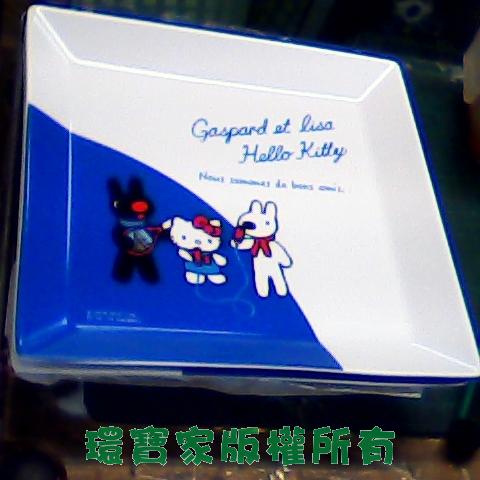 Gaspard et lisa
Hello Kitty
Nous sommes de bons amis.
環寶家版權所有